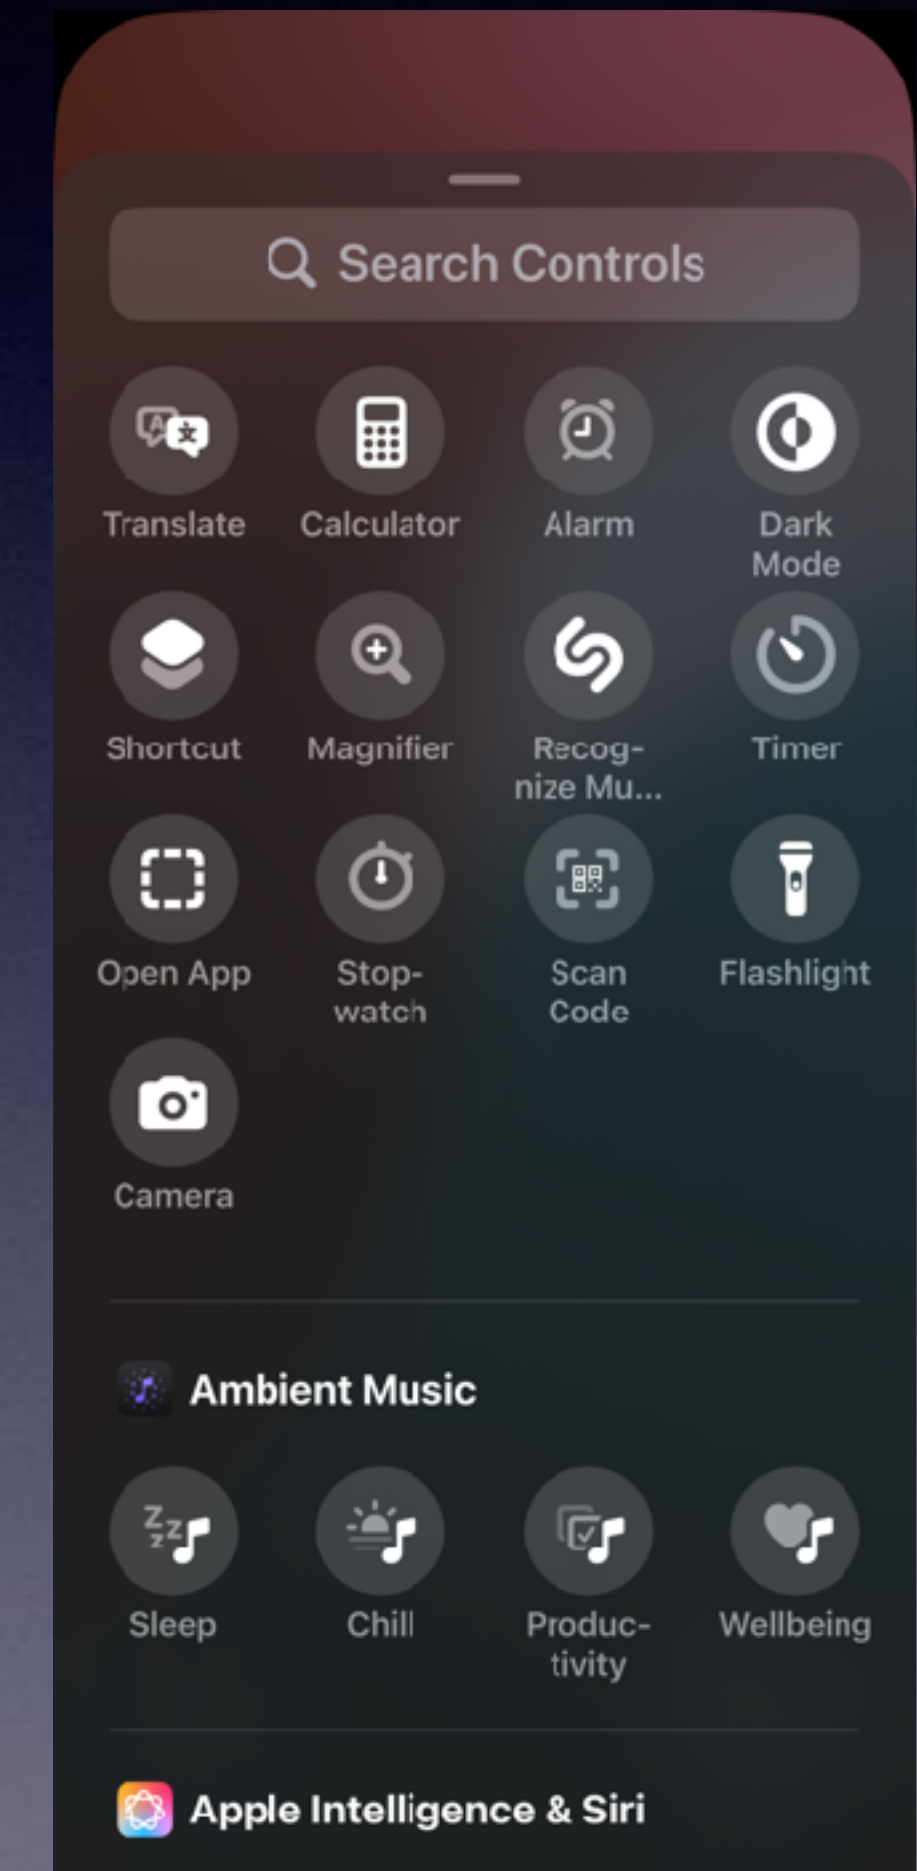 Search Controls
Translate Calculator Alarm Dark
Mode
Shortcut Magnifier Recog- Timer
nize Mu...
Open App Stop- Scan Flashlight
watch Code
Camera
Ambient Music
Sleep Chill Produc- Wellbeing
tivity
Apple Intelligence & Siri